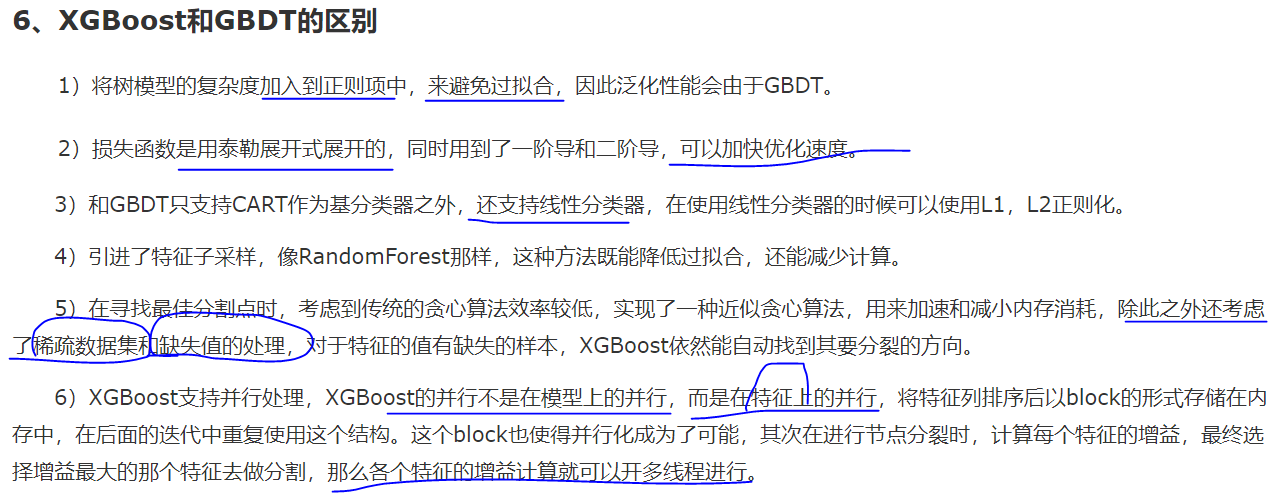 6、XGBoost和GBDT的区别
1）将树模型的复杂度加入到正则项中，来避免过拟合，因此泛化性能会由于GBDT。
2）损失函数是用泰勒展开式展开的，同时用到了一阶导和二阶导，可以加快优化速度。
3）和GBDT只支持CART作为基分类器之外，还支持线性分类器，在使用线性分类器的时候可以使用L1，L2正则化。
4）引进了特征子采样，像RandomForest那样，这种方法既能降低过拟合，还能减少计算。
5）在寻找最佳分割点时，考虑到传统的贪心算法效率较低，实现了一种近似贪心算法，用来加速和减小内存消耗，除此之外还考虑
了稀疏数据集和缺失值的处理，对于特征的值有缺失的样本，XGBoost依然能自动找到其要分裂的方向。
6）XGBoost支持并行处理，XGBoost的并行不是在模型上的并行，而是在特征上的并行，将特征列排序后以block的形式存储在内
存中，在后面的迭代中重复使用这个结构。这个block也使得并行化成为了可能，其次在进行节点分裂时，计算每个特征的增益，最终选
择增益最大的那个特征去做分割，那么各个特征的增益计算就可以开多线程进行。